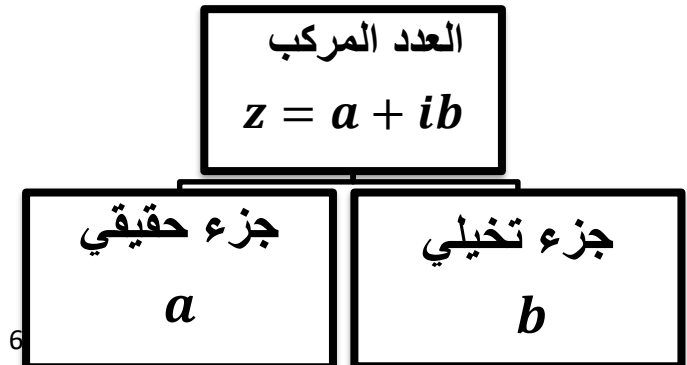 العدد المركب
z = a + ib
جزء حقيقي
a
جزء تخيلي
b
6